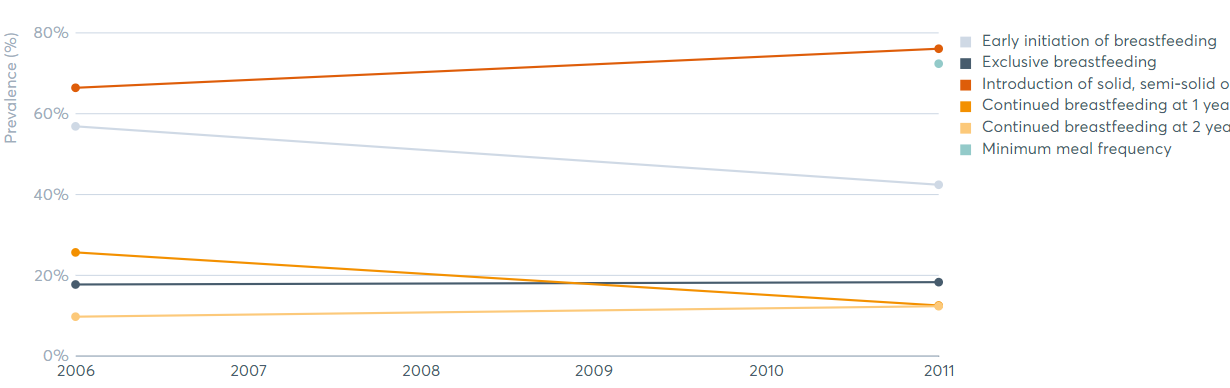 80%
60%
40%
20%
0%
Prevalence (%)
2006
2007
2008
2009
2010
2011
Early initiation of breastfeeding
Exclusive breastfeeding
Introduction of solid, semi-solid o
Continued breastfeeding at 1 yea
Continued breastfeeding at 2 yea
Minimum meal frequency